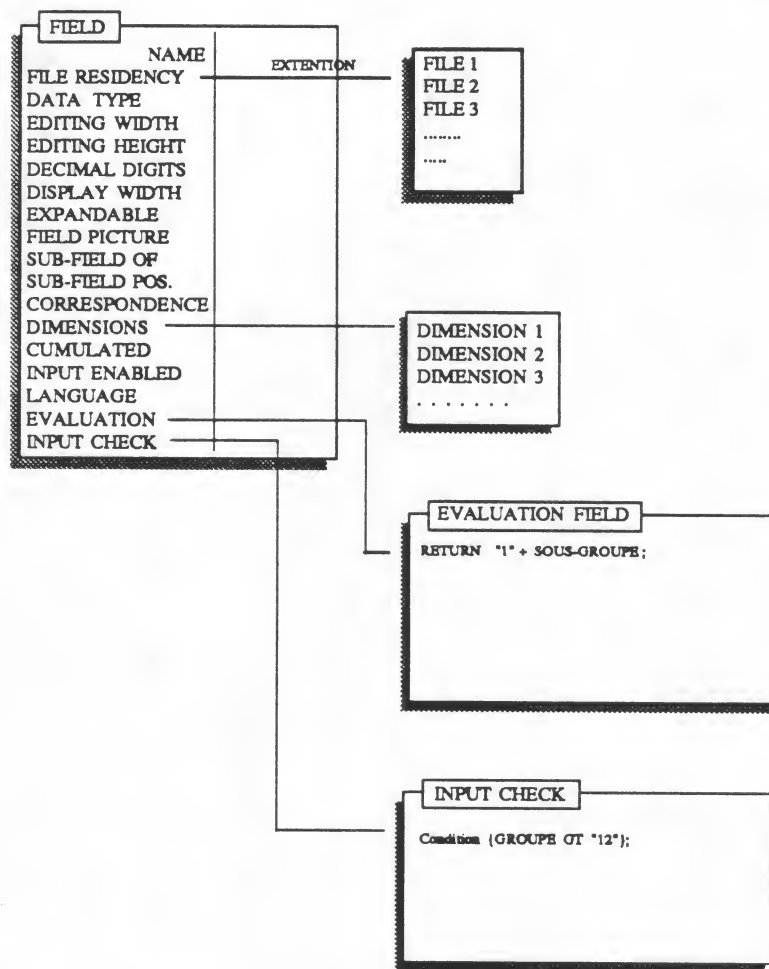 FIELD
NAME
FILE RESIDENCY
DATA TYPE
EDITING WIDTH
EDITING HEIGHT
DECIMAL DIGITS
DISPLAY WIDTH
EXPANDABLE
FIELD PICTURE
SUB-FIELD OF
SUB-FIELD POS.
CORRESPONDENCE
DIMENSIONS
CUMULATED
INPUT ENABLED
LANGUAGE
EVALUATION
INPUT CHECK
EXTENTION
FILE 1
FILE 2
FILE 3
........
.....
DIMENSION 1
DIMENSION 2
DIMENSION 3
. . . . . . .
EVALUATION FIELD
RETURN "1" + SOUS-GROUPE;
INPUT CHECK
Condition {GROUPE GT "12"};